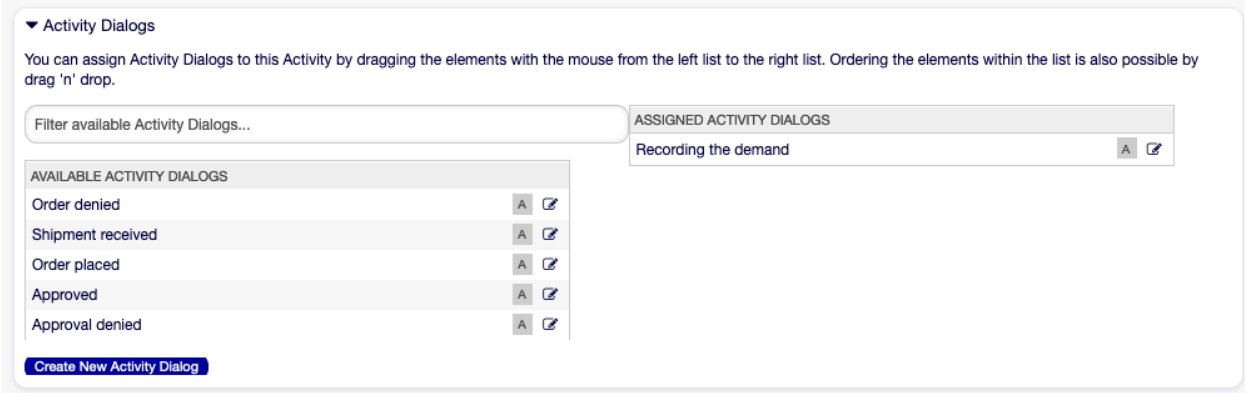 Activity Dialogs
You can assign Activity Dialogs to this Activity by dragging the elements with the mouse from the left list to the right list. Ordering the elements within the list is also possible by
drag 'n' drop.
Filter available Activity Dialogs...
AVAILABLE ACTIVITY DIALOGS
Order denied A
Shipment received A
Order placed A
Approved A
Approval denied A
Create New Activity Dialog
ASSIGNED ACTIVITY DIALOGS
Recording the demand A